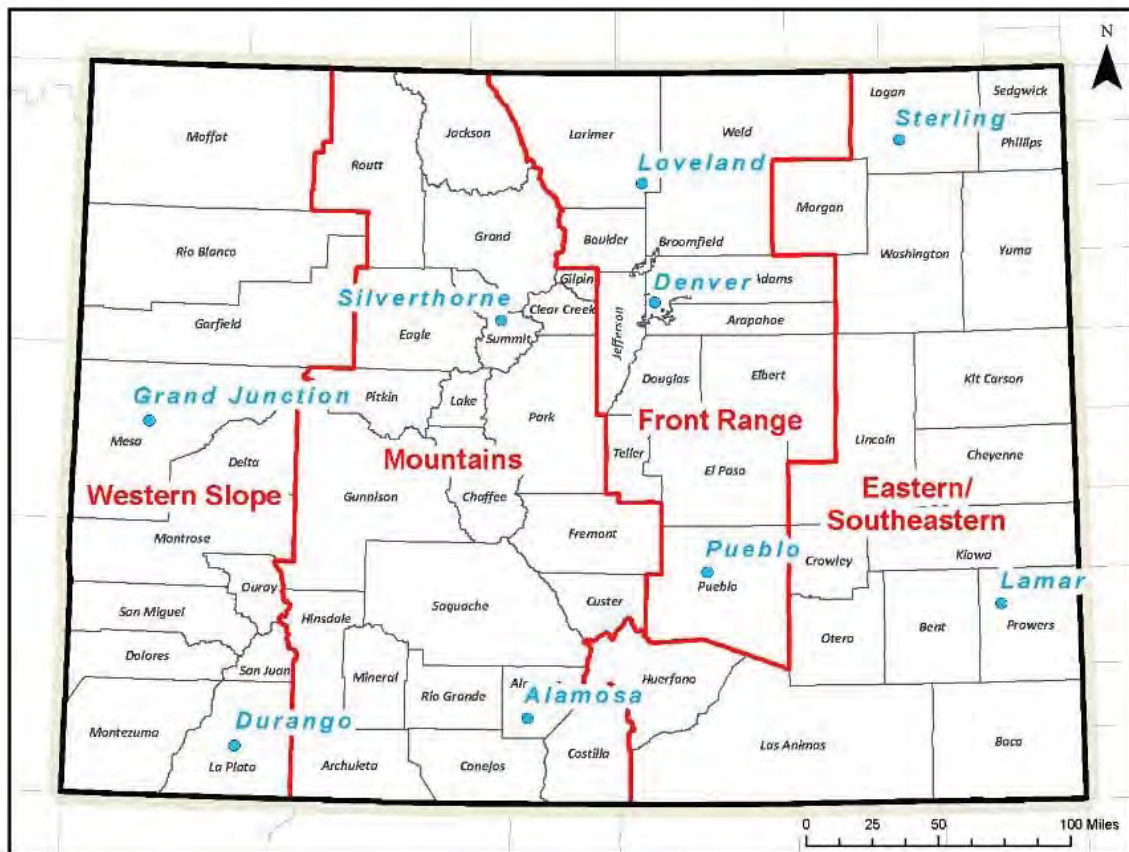 N
Logan
Sedgwick
Sterling
Phillips
Moffat
Jackson
Larimer
Weld
Routt
Loveland
Morgan
Grand
Boulder
Broomfield
Washington
Yuma
Rio Blanco
Gilpin
Denver
dams
Silverthorne
Clear Creek
Garfield
Eagle
Summit
Jefferson
Arapahoe
Grand Junction
Pitkin
Lake
Douglas
Elbert
Kit Carson
Mesa
Park
Front Range
Lincoln
Delta
Mountains
Teller
El Paso
Cheyenne
Western Slope
Gunnison
Chaffee
Eastern/
Southeastern
Montrose
Fremont
Pueblo
Crowley
Kiowa
Ouray
Pueblo
Lamar
San Miguel
Hinsdale
Saguache
Custer
Otero
Bent
Prowers
Dolores
San Juan
Mineral
Rio Grande
Huerfano
Alamosa
Durango
Montezuma
La Plata
Archuleta
Conejos
Costilla
Las Animas
Baca
0 25 50 100 Miles